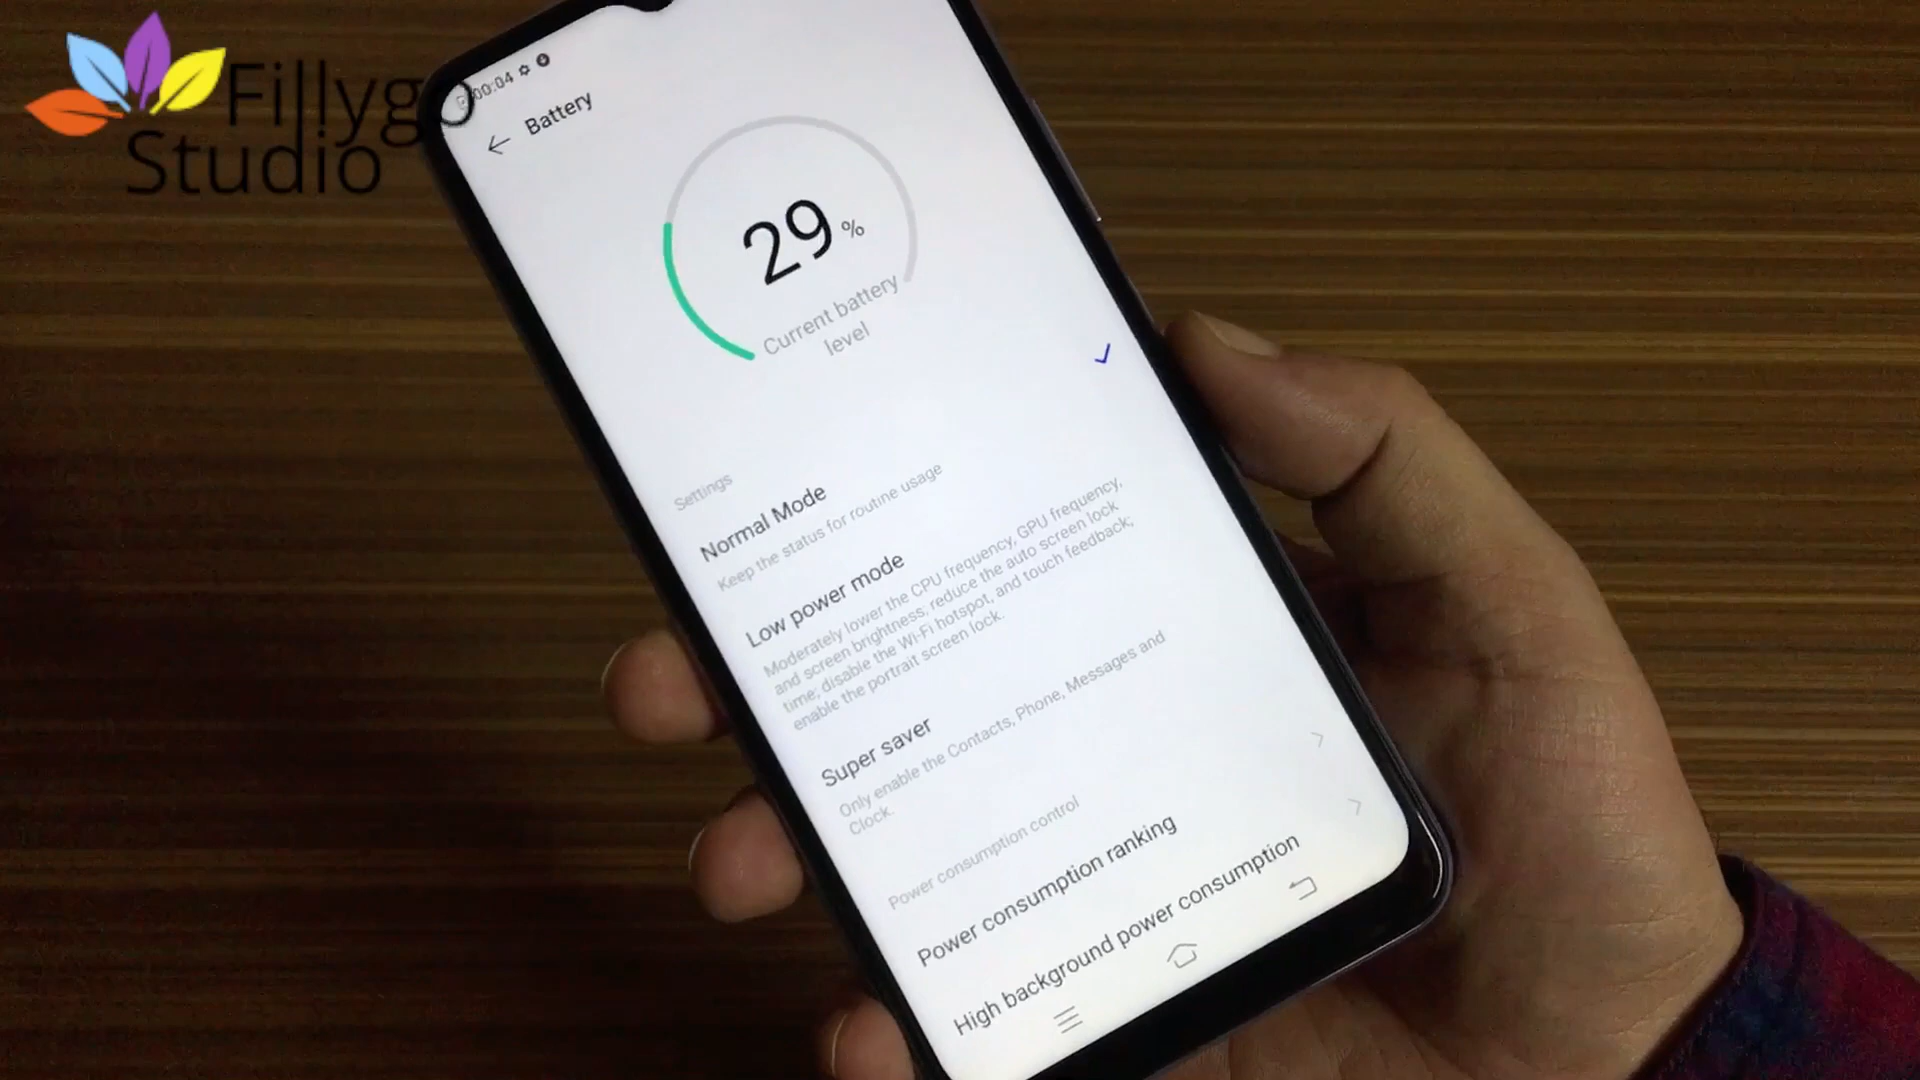 Fillygo
Studio
00:04
Battery
29 %
Current battery
level
Settings
Normal Mode
Keep the status for routine usage
Low power mode
Moderately lower the CPU frequency, GPU frequency,
and screen brightness; reduce the auto screen lock
time; disable the Wi-Fi hotspot, and touch feedback;
enable the portrait screen lock.
Super saver
Only enable the Contacts, Phone, Messages and
Clock.
Power consumption control
Power consumption ranking
High background power consumption